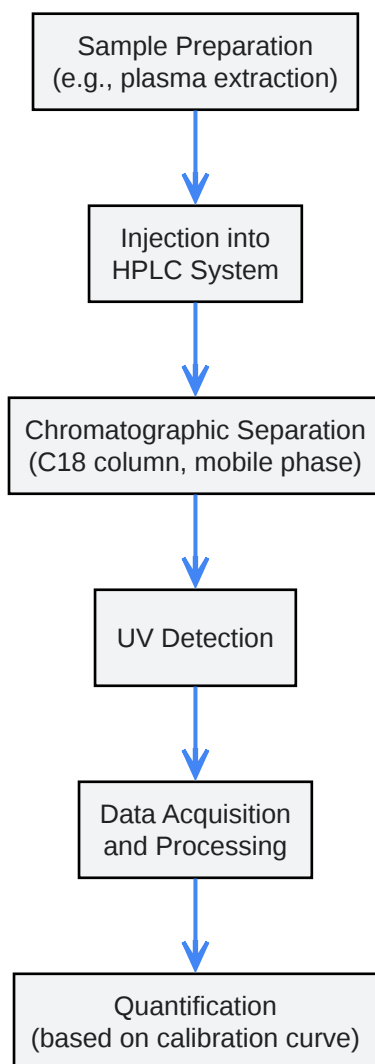 Sample Preparation
(e.g., plasma extraction)
Injection into
HPLC System
Chromatographic Separation
(C18 column, mobile phase)
UV Detection
Data Acquisition
and Processing
Quantification
(based on calibration curve)